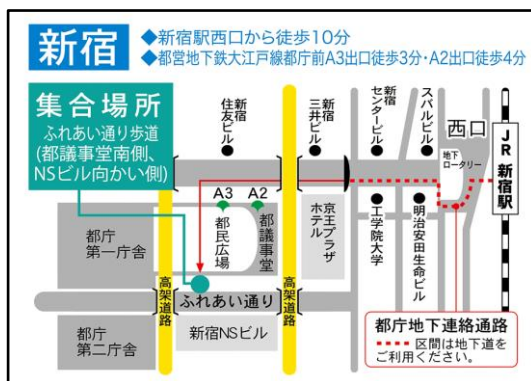 新宿
◆新宿駅西口から徒歩10分
◆都営地下鉄大江戸線都庁前A3出口徒歩3分・A2出口徒歩4分
集合場所
ふれあい通り歩道
(都議事堂南側、
NSビル向かい側)
新宿
住友ビル
新宿
三井ビル
新宿
センタービル
スバルビル
西口
地下
ロータリー
JR新宿駅
A3
A2
都民広場
都議事堂
京王プラザ
ホテル
工学院大学
明治安田生命ビル
都庁
第一庁舎
高架道路
ふれあい通り
高架道路
新宿NSビル
都庁
第二庁舎
都庁地下連絡通路
区間は地下道を
ご利用ください。